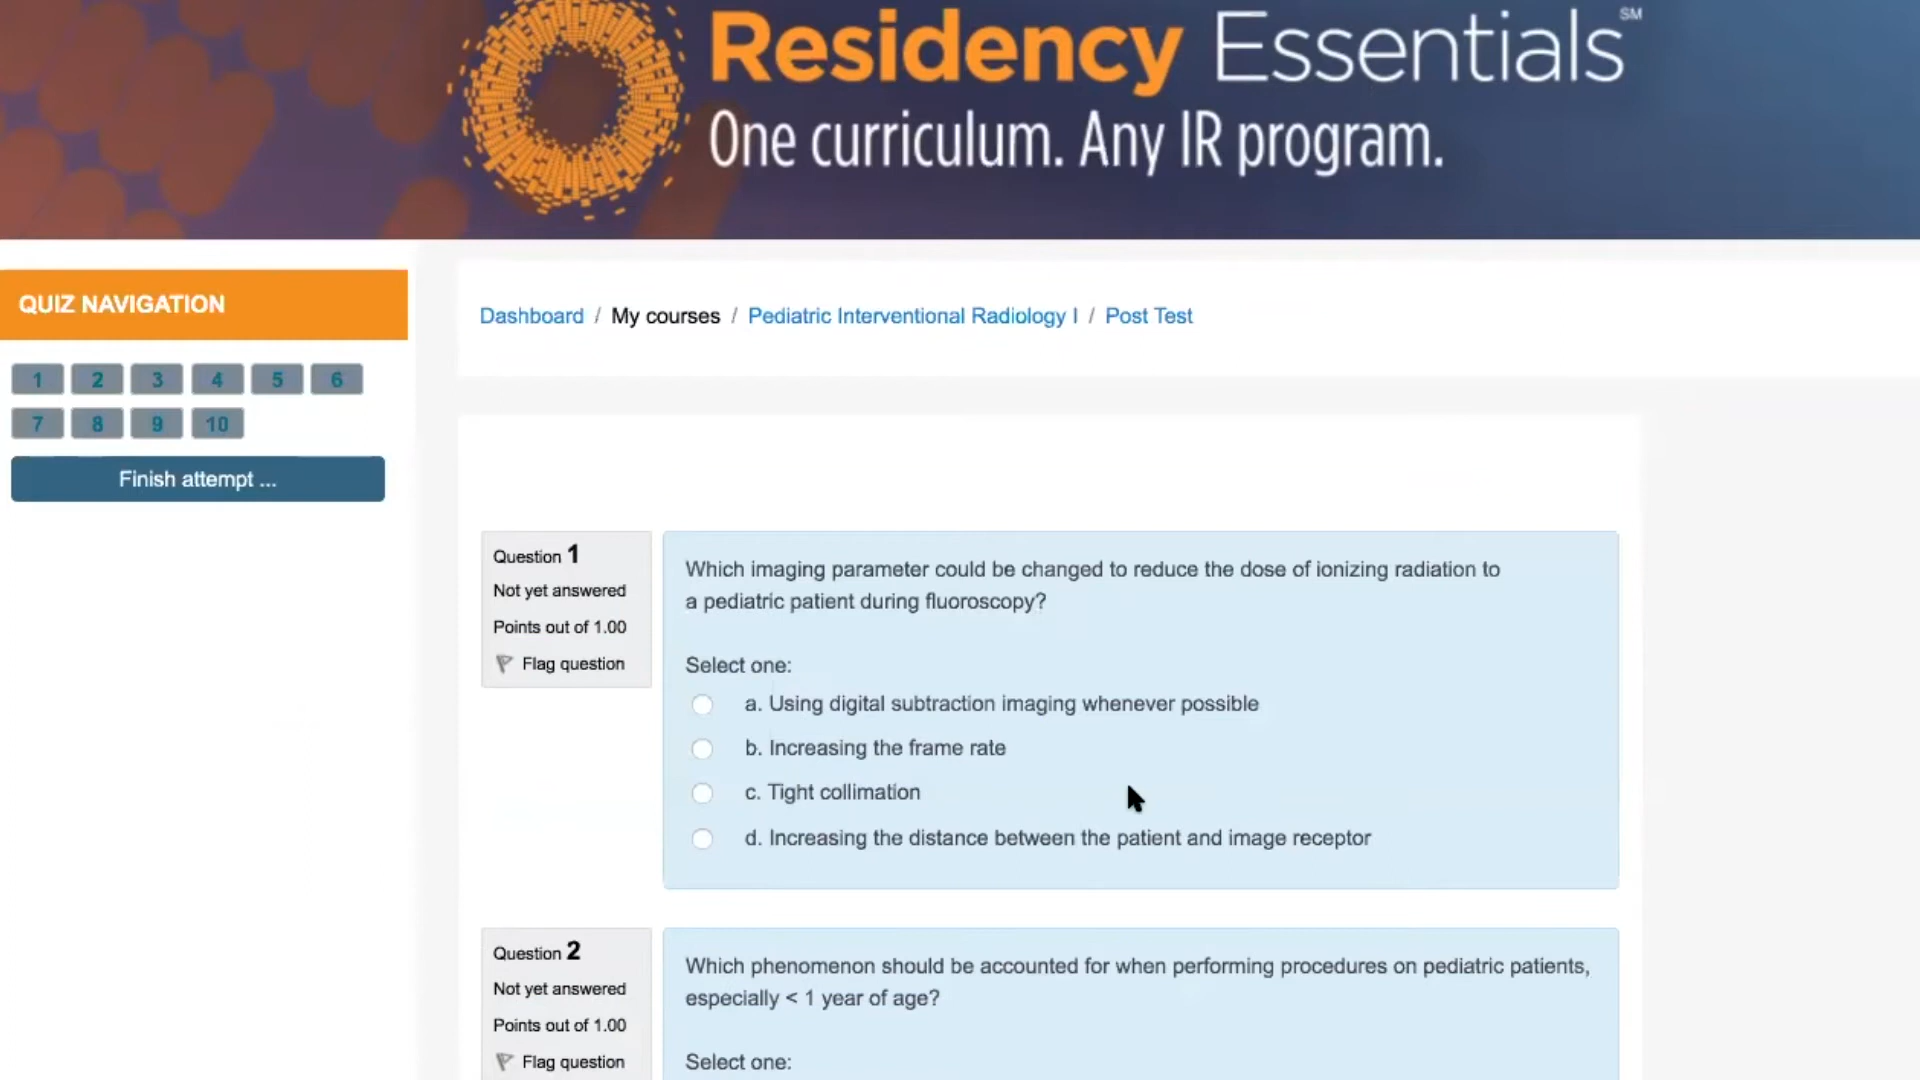 Residency Essentials℠
One curriculum. Any IR program.
QUIZ NAVIGATION
1 2 3 4 5 6
7 8 9 10
Finish attempt ...
Dashboard / My courses / Pediatric Interventional Radiology I / Post Test
Question 1
Not yet answered
Points out of 1.00
Flag question
Which imaging parameter could be changed to reduce the dose of ionizing radiation to
a pediatric patient during fluoroscopy?
Select one:
a. Using digital subtraction imaging whenever possible
b. Increasing the frame rate
c. Tight collimation
d. Increasing the distance between the patient and image receptor
Question 2
Not yet answered
Points out of 1.00
Flag question
Which phenomenon should be accounted for when performing procedures on pediatric patients,
especially < 1 year of age?
Select one: